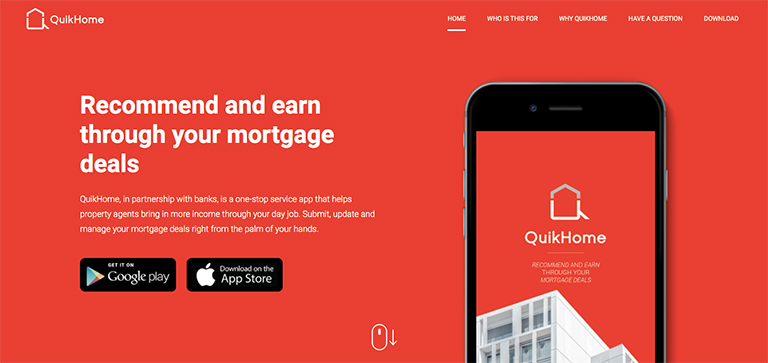 QuikHome
HOME
WHO IS THIS FOR
WHY QUIKHOME
HAVE A QUESTION
DOWNLOAD
Recommend and earn
through your mortgage
deals
QuikHome, in partnership with banks, is a one-stop service app that helps
property agents bring in more income through your day job. Submit, update and
manage your mortgage deals right from the palm of your hands.
GET IT ON
Google play
Download on the
App Store
QuikHome
RECOMMEND AND EARN
THROUGH YOUR
MORTGAGE DEALS